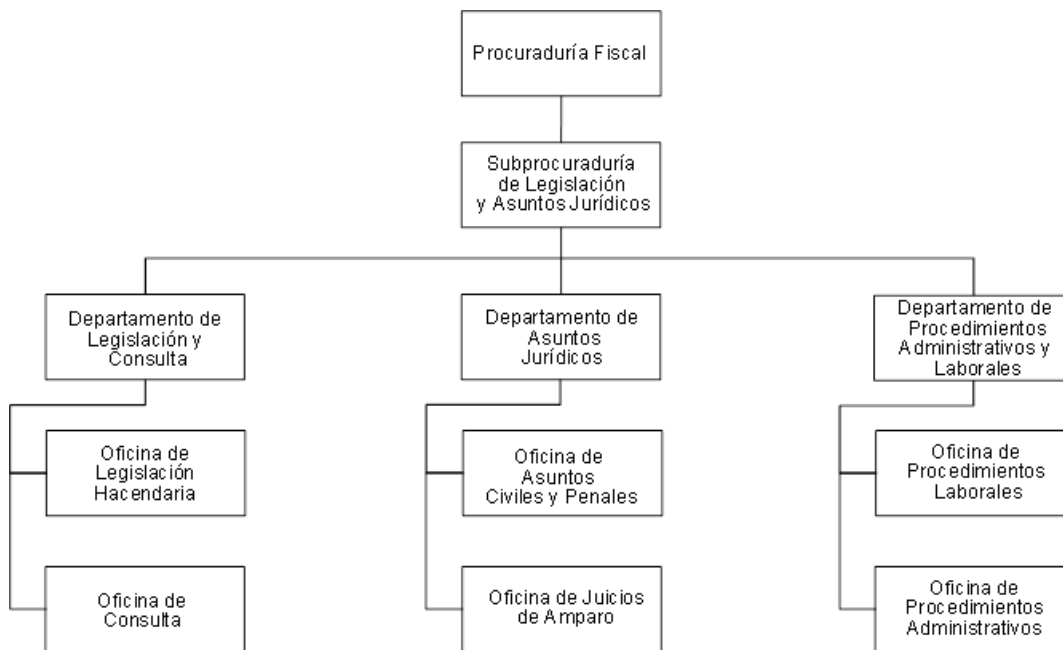 Procuraduría Fiscal
Subprocuraduría
de Legislación
y Asuntos Jurídicos
Departamento de
Legislación y
Consulta
Departamento de
Asuntos
Jurídicos
Departamento de
Procedimientos
Administrativos y
Laborales
Oficina de
Legislación
Hacendaria
Oficina de
Asuntos
Civiles y Penales
Oficina de
Procedimientos
Laborales
Oficina de
Consulta
Oficina de Juicios
de Amparo
Oficina de
Procedimientos
Administrativos